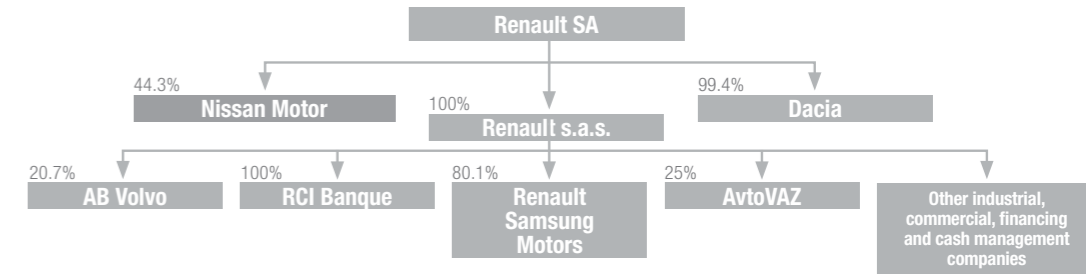 Renault SA
44.3%
Nissan Motor
100%
Renault s.a.s.
99.4%
Dacia
20.7%
AB Volvo
100%
RCI Banque
80.1%
Renault
Samsung
Motors
25%
AvtoVAZ
Other industrial,
commercial, financing
and cash management
companies